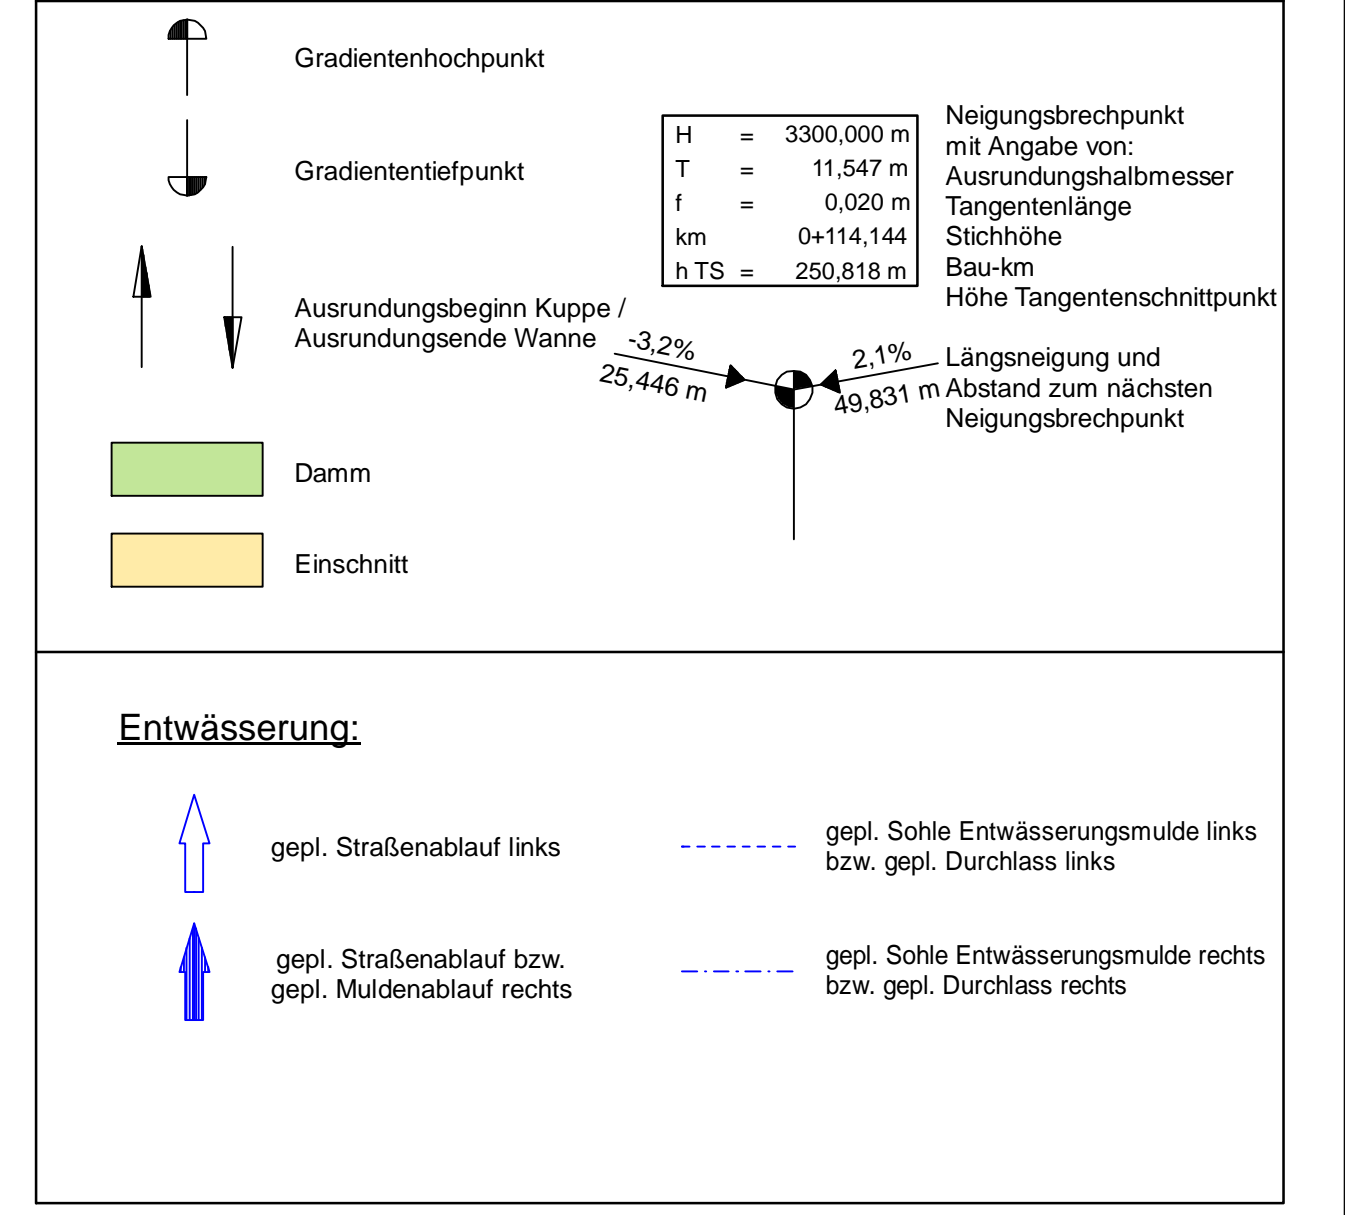 Gradientenhochpunkt
Gradiententiefpunkt
Ausrundungsbeginn Kuppe /
Ausrundungsende Wanne
Damm
Einschnitt
H = 3300,000 m
T = 11,547 m
f = 0,020 m
km 0+114,144
h TS = 250,818 m
Neigungsbrechpunkt
mit Angabe von:
Ausrundungshalbmesser
Tangentenlänge
Stichhöhe
Bau-km
Höhe Tangentenschnittpunkt
-3,2%
25,446 m
2,1%
49,831 m
Längsneigung und
Abstand zum nächsten
Neigungsbrechpunkt
Entwässerung:
gepl. Straßenablauf links
gepl. Sohle Entwässerungsmulde links
bzw. gepl. Durchlass links
gepl. Straßenablauf bzw.
gepl. Muldenablauf rechts
gepl. Sohle Entwässerungsmulde rechts
bzw. gepl. Durchlass rechts